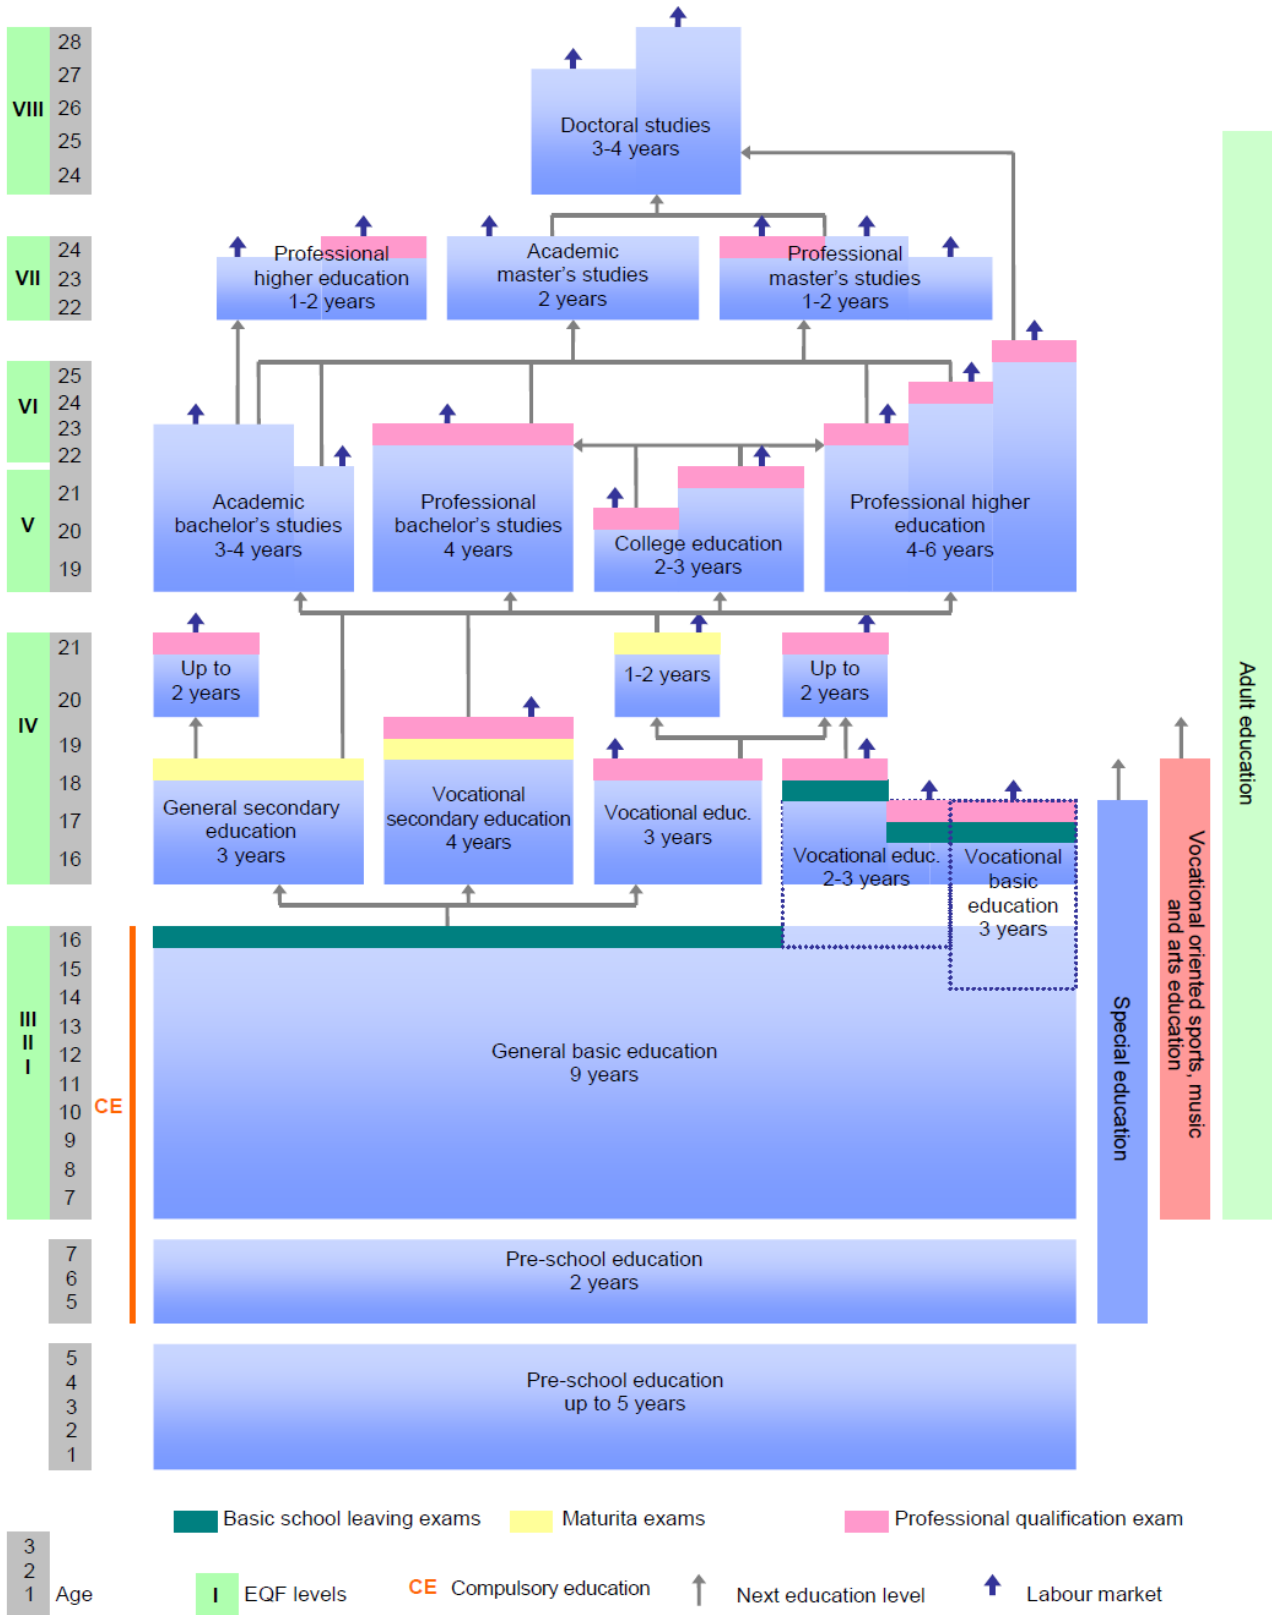 28
27
VIII
26
25
24
Doctoral studies
3-4 years
24
VII
23
22
Professional
higher education
1-2 years
Academic
master's studies
2 years
Professional
master's studies
1-2 years
25
VI
24
23
22
21
V
20
19
Academic
bachelor's studies
3-4 years
Professional
bachelor's studies
4 years
College education
2-3 years
Professional higher
education
4-6 years
21
20
IV
19
18
17
16
Up to
2 years
1-2 years
Up to
2 years
General secondary
education
3 years
Vocational
secondary education
4 years
Vocational educ.
3 years
Vocational educ.
2-3 years
Vocational
basic
education
3 years
16
15
14
III
13
II
12
I
11
10
CE
9
8
7
General basic education
9 years
7
6
5
Pre-school education
2 years
5
4
3
2
1
Pre-school education
up to 5 years
Special education
Vocational oriented sports, music
and arts education
Adult education
Basic school leaving exams
Maturita exams
Professional qualification exam
3
2
1 Age
I EQF levels
CE Compulsory education
Next education level
Labour market